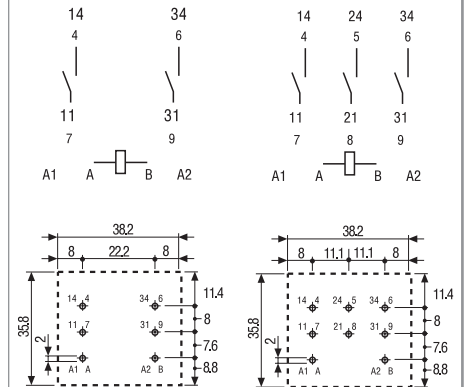 14 34 14 24 34
4 6 4 5 6
11 31 11 21 31
7 9 7 8 9
A1 A B A2 A1 A B A2
38.2 38.2
8 22.2 8 8 11.1 11.1 8
35.8 14 4 34 6 11.4 35.8 14 4 24 5 34 6 11.4
8 8
11 7 31 9 11 7 21 8 31 9
2 7.6 2 7.6
A1 A A2 B 8.8 A1 A A2 B 8.8